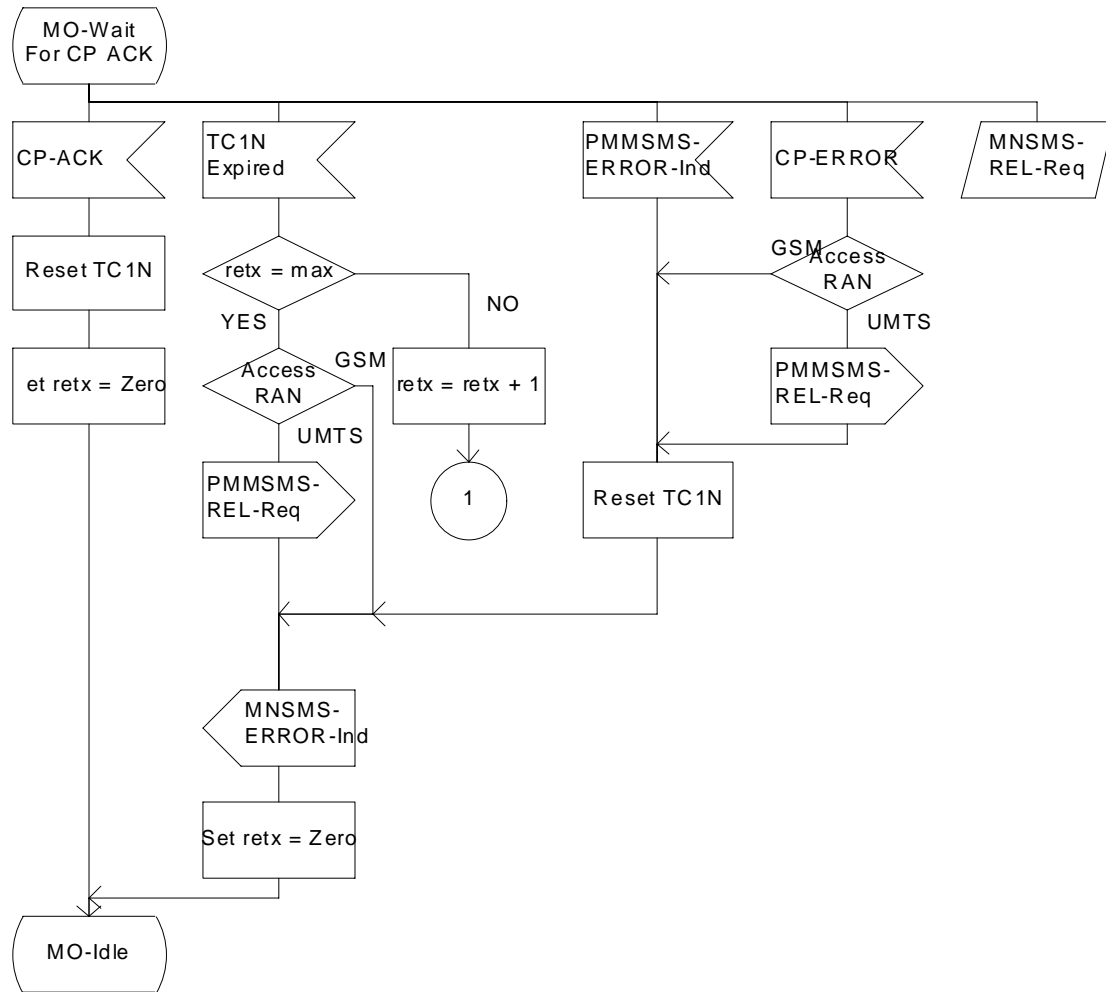 MO-Wait
For CP ACK
CP-ACK
TC1N
Expired
PMMSMS-
ERROR-Ind
CP-ERROR
MNSMS-
REL-Req
Reset TC1N
retx = max
GSM
Access
RAN
NO
YES
UMTS
et retx = Zero
Access
RAN
GSM
retx = retx + 1
PMMSMS-
REL-Req
UMTS
PMMSMS-
REL-Req
1
Reset TC1N
MNSMS-
ERROR-Ind
Set retx = Zero
MO-Idle